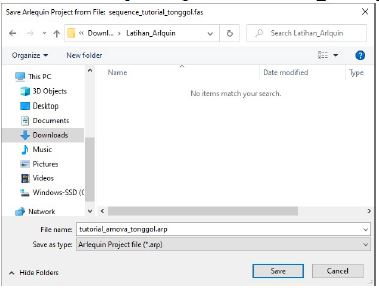 Save Arlequin Project from File: sequence_tutorial_tonggol.fas
« Downl... › Latihan_Arlquin
Search Latihan_Arlquin
Organize
New folder
Name
Date modified
Type
No items match your search.
This PC
3D Objects
Desktop
Documents
Downloads
Music
Pictures
Videos
Windows-SSD (C
Network
File name: tutorial_amova_tonggol.arp
Save as type: Arlequin Project file (*.arp)
Hide Folders
Save
Cancel